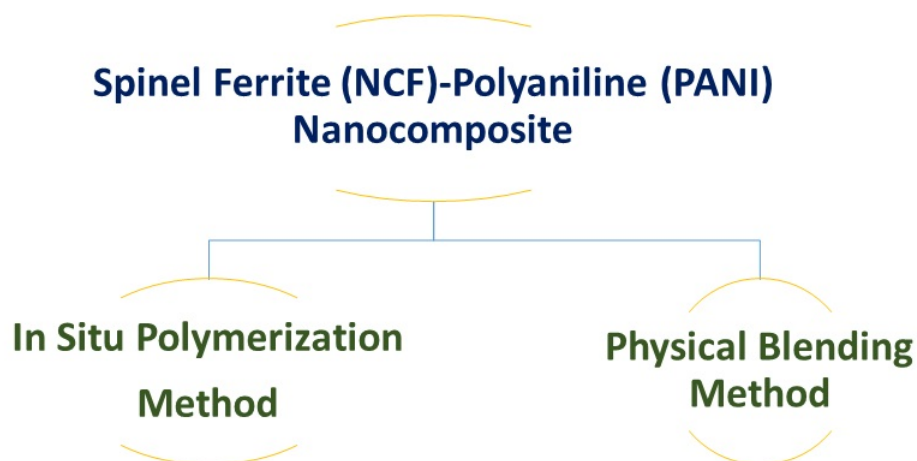 Spinel Ferrite (NCF)-Polyaniline (PANI)
Nanocomposite
In Situ Polymerization
Method
Physical Blending
Method